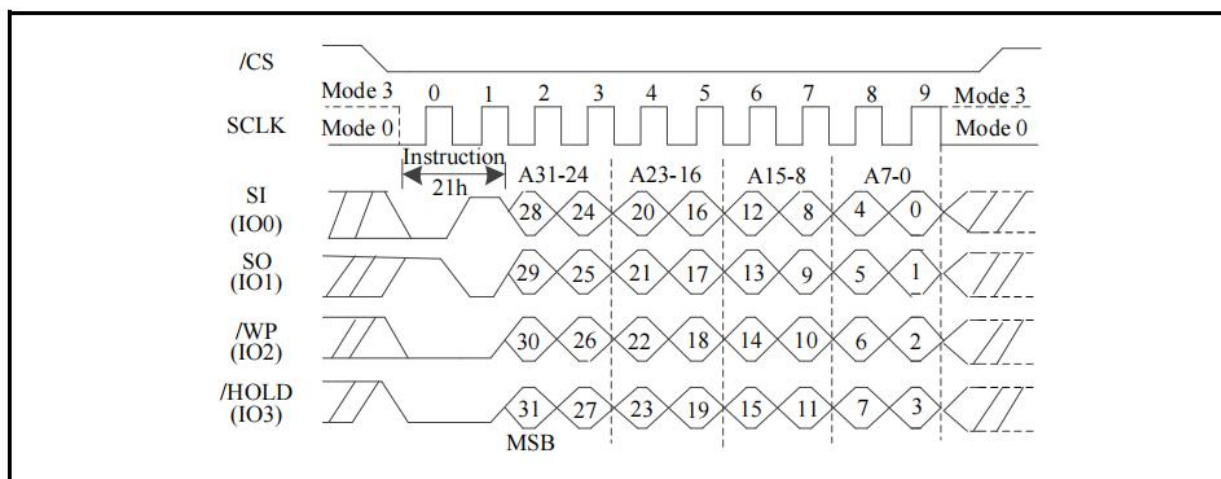 /CS
Mode 3 0 1 2 3 4 5 6 7 8 9 Mode 3
SCLK Mode 0 Mode 0
Instruction
21h A31-24 A23-16 A15-8 A7-0
SI
(IO0) 28 24 20 16 12 8 4 0
SO
(IO1) 29 25 21 17 13 9 5 1
/WP
(IO2) 30 26 22 18 14 10 6 2
/HOLD
(IO3) 31 27 23 19 15 11 7 3
MSB